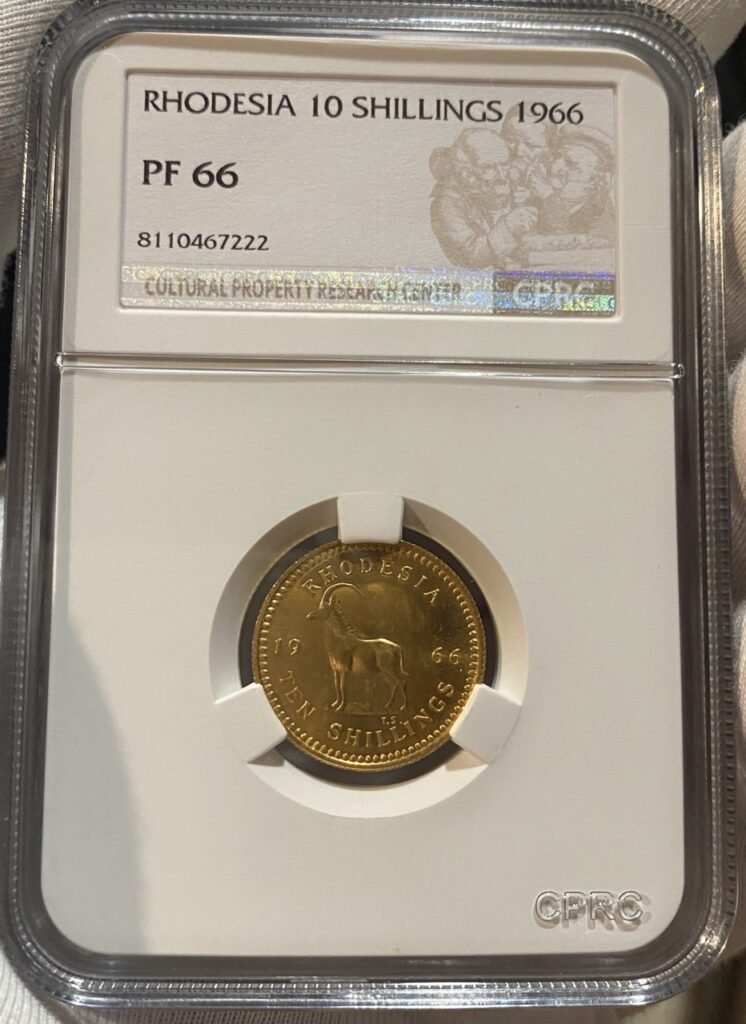 RHODESIA 10 SHILLINGS 1966
PF 66
8110467222
CULTURAL PROPERTY RESEARCH CENTER CPRC
RHODESIA
19 66
TEN SHILLINGS
T.S.
CPRC